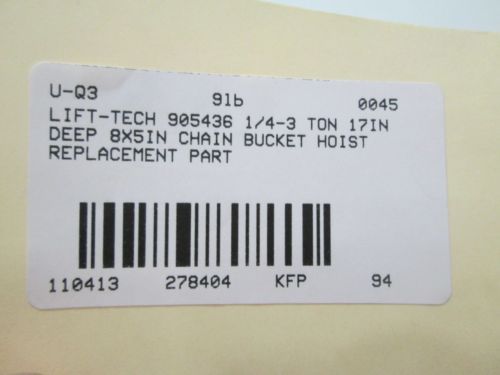 U-Q3 9lb 0045
LIFT-TECH 905436 1/4-3 TON 17IN
DEEP 8X5IN CHAIN BUCKET HOIST
REPLACEMENT PART
110413 278404 KFP 94